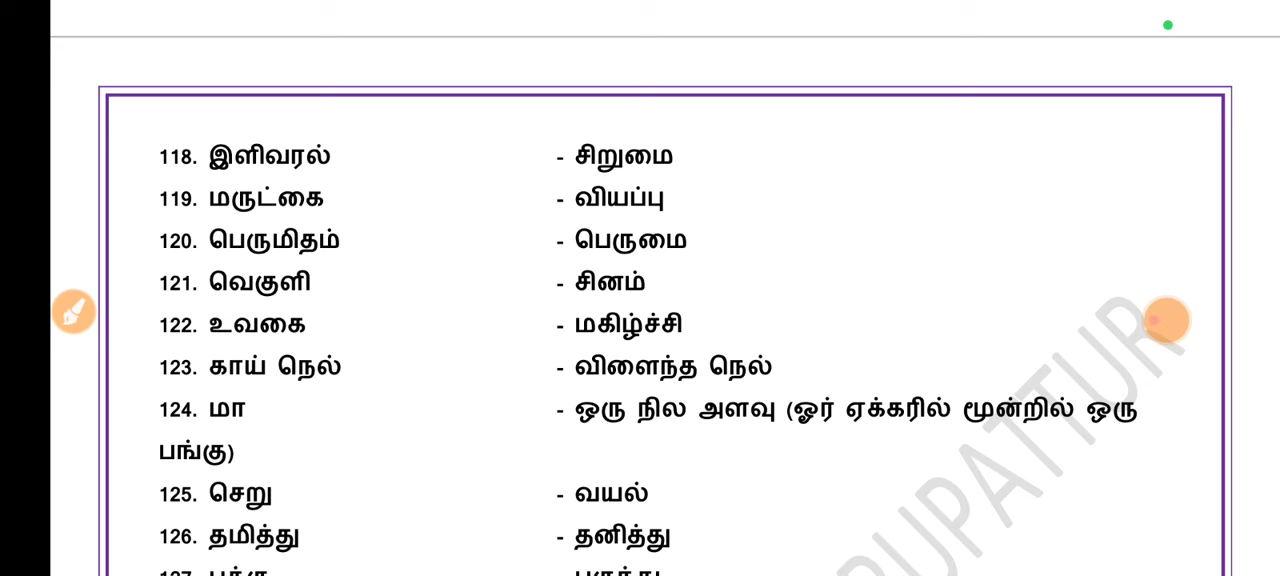 118. இளிவரல் - சிறுமை
119. மருட்கை - வியப்பு
120. பெருமிதம் - பெருமை
121. வெகுளி - சினம்
122. உவகை - மகிழ்ச்சி
123. காய் நெல் - விளைந்த நெல்
124. மா - ஒரு நில அளவு (ஓர் ஏக்கரில் மூன்றில் ஒரு
பங்கு)
125. செறு - வயல்
126. தமித்து - தனித்து